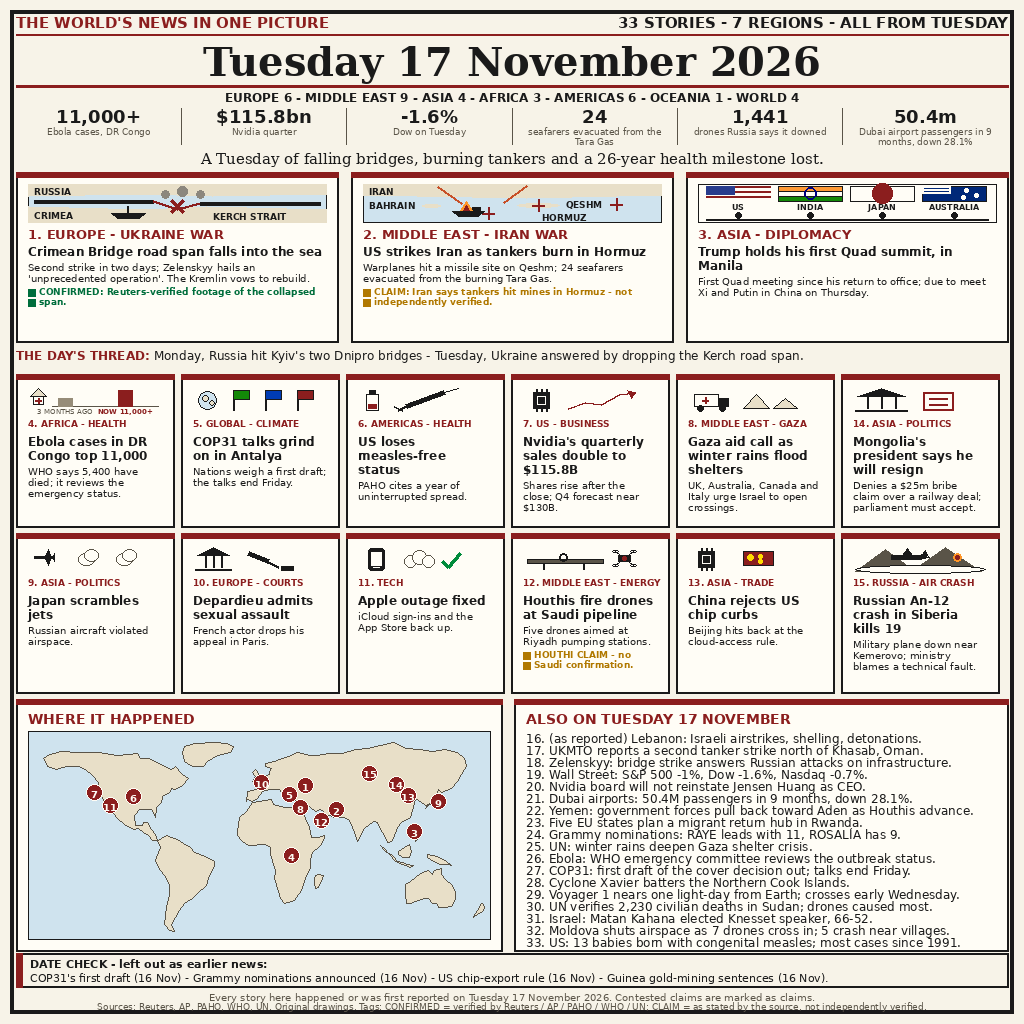 THE WORLD'S NEWS IN ONE PICTURE
33 STORIES - 7 REGIONS - ALL FROM TUESDAY
Tuesday 17 November 2026
EUROPE 6 - MIDDLE EAST 9 - ASIA 4 - AFRICA 3 - AMERICAS 6 - OCEANIA 1 - WORLD 4
11,000+
Ebola cases, DR Congo
$115.8bn
Nvidia quarter
-1.6%
Dow on Tuesday
24
seafarers evacuated from the
Tara Gas
1,441
drones Russia says it downed
50.4m
Dubai airport passengers in 9
months, down 28.1%
A Tuesday of falling bridges, burning tankers and a 26-year health milestone lost.
RUSSIA
CRIMEA
KERCH STRAIT
1. EUROPE - UKRAINE WAR
Crimean Bridge road span falls into the sea
Second strike in two days; Zelenskyy hails an
'unprecedented operation'. The Kremlin vows to rebuild.
CONFIRMED: Reuters-verified footage of the collapsed
span.
IRAN
BAHRAIN
QESHM
HORMUZ
2. MIDDLE EAST - IRAN WAR
US strikes Iran as tankers burn in Hormuz
Warplanes hit a missile site on Qeshm; 24 seafarers
evacuated from the burning Tara Gas.
CLAIM: Iran says tankers hit mines in Hormuz - not
independently verified.
US
INDIA
JAPAN
AUSTRALIA
3. ASIA - DIPLOMACY
Trump holds his first Quad summit, in
Manila
First Quad meeting since his return to office; due to meet
Xi and Putin in China on Thursday.
THE DAY'S THREAD: Monday, Russia hit Kyiv's two Dnipro bridges - Tuesday, Ukraine answered by dropping the Kerch road span.
3 MONTHS AGO NOW 11,000+
4. AFRICA - HEALTH
Ebola cases in DR
Congo top 11,000
WHO says 5,400 have
died; it reviews the
emergency status.
5. GLOBAL - CLIMATE
COP31 talks grind
on in Antalya
Nations weigh a first draft;
the talks end Friday.
6. AMERICAS - HEALTH
US loses
measles-free
status
PAHO cites a year of
uninterrupted spread.
7. US - BUSINESS
Nvidia's quarterly
sales double to
$115.8B
Shares rise after the
close; Q4 forecast near
$130B.
8. MIDDLE EAST - GAZA
Gaza aid call as
winter rains flood
shelters
UK, Australia, Canada and
Italy urge Israel to open
crossings.
14. ASIA - POLITICS
Mongolia's
president says he
will resign
Denies a $25m bribe
claim over a railway deal;
parliament must accept.
9. ASIA - POLITICS
Japan scrambles
jets
Russian aircraft violated
airspace.
10. EUROPE - COURTS
Depardieu admits
sexual assault
French actor drops his
appeal in Paris.
11. TECH
Apple outage fixed
iCloud sign-ins and the
App Store back up.
12. MIDDLE EAST - ENERGY
Houthis fire drones
at Saudi pipeline
Five drones aimed at
Riyadh pumping stations.
HOUTHI CLAIM - no
Saudi confirmation.
13. ASIA - TRADE
China rejects US
chip curbs
Beijing hits back at the
cloud-access rule.
15. RUSSIA - AIR CRASH
Russian An-12
crash in Siberia
kills 19
Military plane down near
Kemerovo; ministry
blames a technical fault.
WHERE IT HAPPENED
15
10
1
14
7
11
6
5
13
9
8
2
12
3
4
ALSO ON TUESDAY 17 NOVEMBER
16. (as reported) Lebanon: Israeli airstrikes, shelling, detonations.
17. UKMTO reports a second tanker strike north of Khasab, Oman.
18. Zelenskyy: bridge strike answers Russian attacks on infrastructure.
19. Wall Street: S&P 500 -1%, Dow -1.6%, Nasdaq -0.7%.
20. Nvidia board will not reinstate Jensen Huang as CEO.
21. Dubai airports: 50.4M passengers in 9 months, down 28.1%.
22. Yemen: government forces pull back toward Aden as Houthis advance.
23. Five EU states plan a migrant return hub in Rwanda.
24. Grammy nominations: RAYE leads with 11, ROSALÍA has 9.
25. UN: winter rains deepen Gaza shelter crisis.
26. Ebola: WHO emergency committee reviews the outbreak status.
27. COP31: first draft of the cover decision out; talks end Friday.
28. Cyclone Xavier batters the Northern Cook Islands.
29. Voyager 1 nears one light-day from Earth; crosses early Wednesday.
30. UN verifies 2,230 civilian deaths in Sudan; drones caused most.
31. Israel: Matan Kahana elected Knesset speaker, 66-52.
32. Moldova shuts airspace as 7 drones cross in; 5 crash near villages.
33. US: 13 babies born with congenital measles; most cases since 1991.
DATE CHECK - left out as earlier news:
COP31's first draft (16 Nov) - Grammy nominations announced (16 Nov) - US chip-export rule (16 Nov) - Guinea gold-mining sentences (16 Nov).
Every story here happened or was first reported on Tuesday 17 November 2026. Contested claims are marked as claims.
Sources: Reuters, AP, PAHO, WHO, UN. Original drawings. Tags: CONFIRMED = verified by Reuters / AP / PAHO / WHO / UN; CLAIM = as stated by the source, not independently verified.